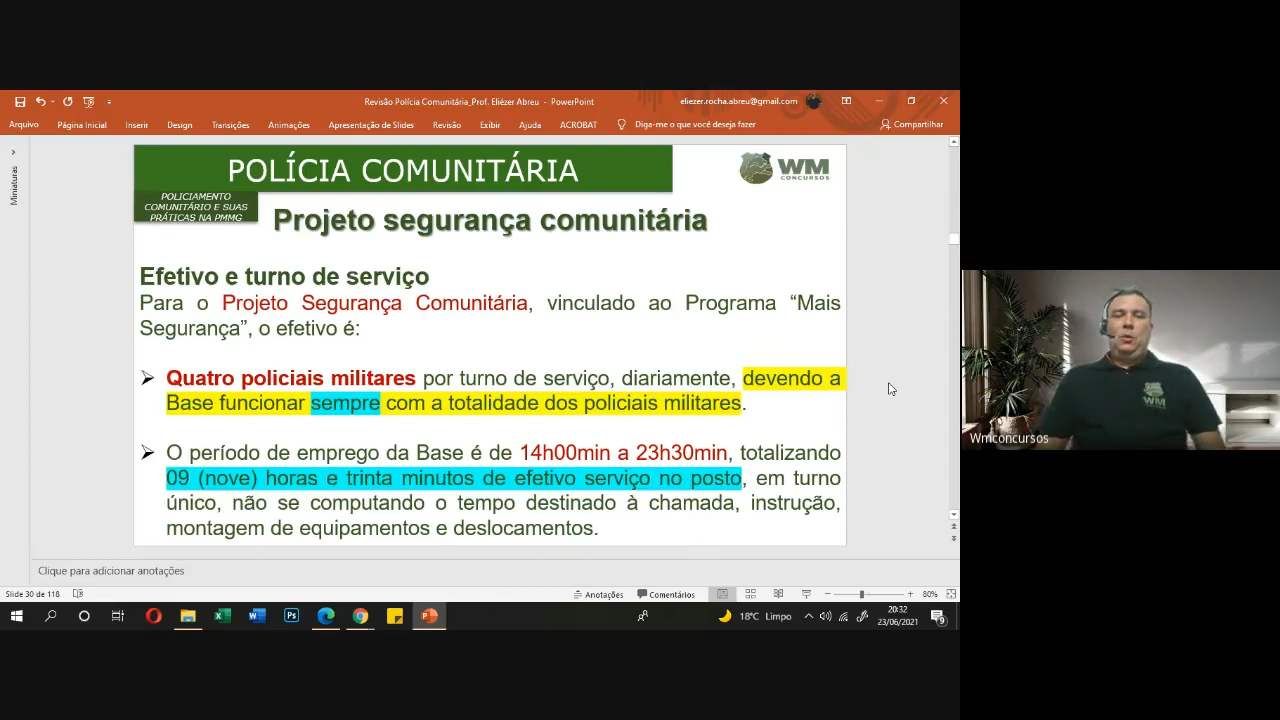 Revisão Polícia Comunitária_Prof. Eliézer Abreu - PowerPoint
eliezer.rocha.abreu@gmail.com
Arquivo Página Inicial Inserir Design Transições Animações Apresentação de Slides Revisão Exibir Ajuda ACROBAT Diga-me o que você deseja fazer Compartilhar
Miniaturas
POLÍCIA COMUNITÁRIA
WM
CONCURSOS
POLICIAMENTO
COMUNITÁRIO E SUAS
PRÁTICAS NA PMMG
Projeto segurança comunitária
Efetivo e turno de serviço
Para o Projeto Segurança Comunitária, vinculado ao Programa “Mais
Segurança”, o efetivo é:
Quatro policiais militares por turno de serviço, diariamente, devendo a
Base funcionar sempre com a totalidade dos policiais militares.
O período de emprego da Base é de 14h00min a 23h30min, totalizando
09 (nove) horas e trinta minutos de efetivo serviço no posto, em turno
único, não se computando o tempo destinado à chamada, instrução,
montagem de equipamentos e deslocamentos.
WM
Wmconcursos
Clique para adicionar anotações
Slide 30 de 118 Anotações Comentários 80%
18°C Limpo
20:32
23/06/2021
9